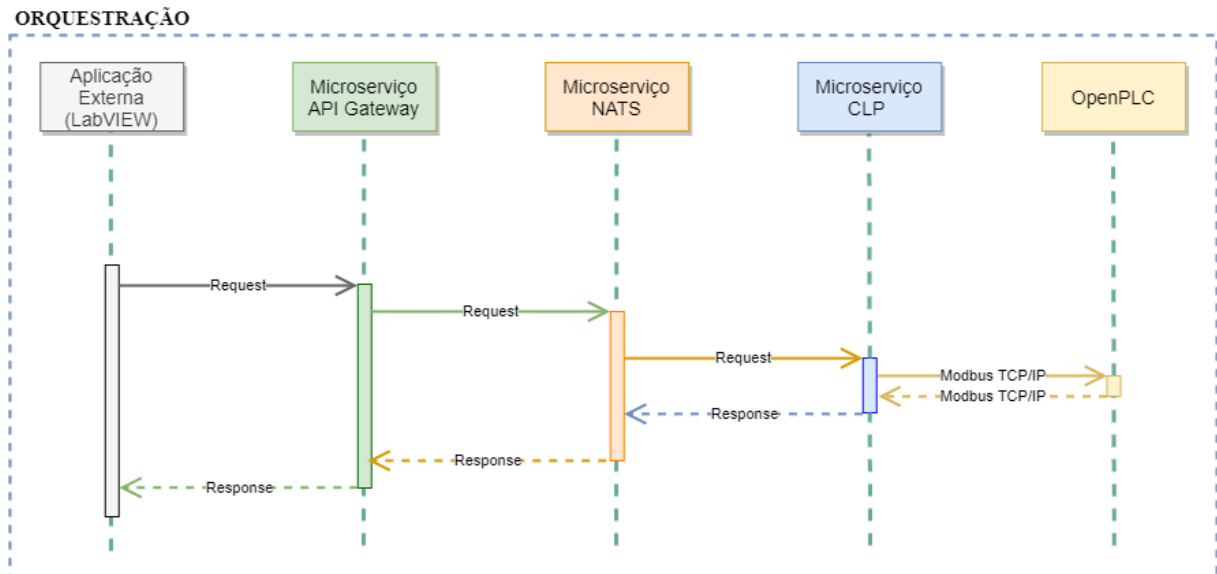 ORQUESTRAÇÃO
Aplicação
Externa
(LabVIEW)
Microserviço
API Gateway
Microserviço
NATS
Microserviço
CLP
OpenPLC
Request
Request
Request
Modbus TCP/IP
Modbus TCP/IP
Response
Response
Response